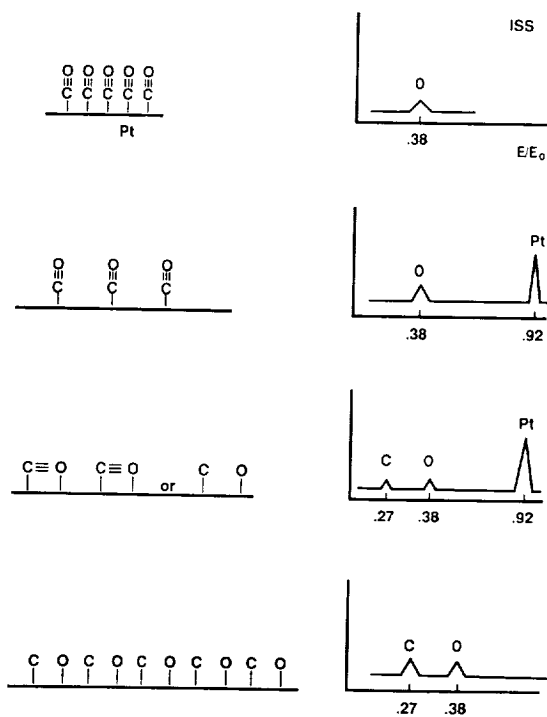 ISS
O O O O O
≡ ≡ ≡ ≡ ≡
C C C C C
Pt
O
.38
E/E₀
O O O
≡ ≡ ≡
C C C
O
Pt
.38 .92
C ≡ O C ≡ O or C O
C O Pt
.27 .38 .92
C O C O C O C O C O
C O
.27 .38